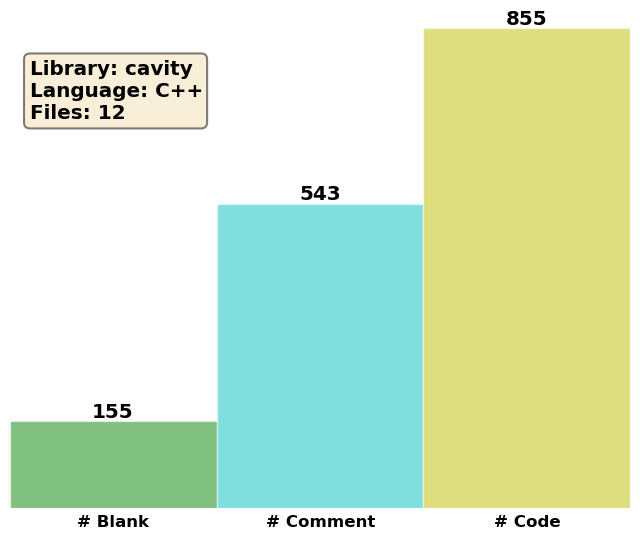 855
Library: cavity
Language: C++
Files: 12
543
155
# Blank
# Comment
# Code